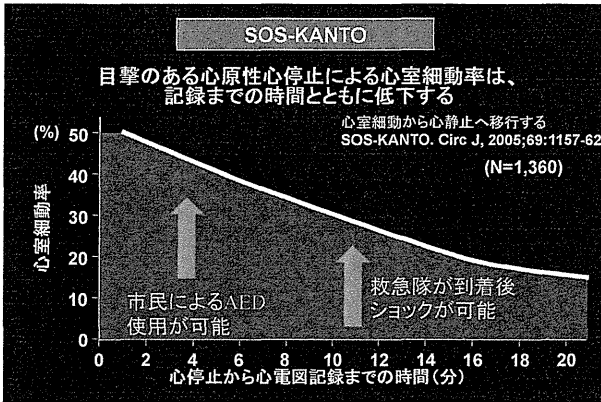 SOS-KANTO
目撃のある心原性心停止による心室細動率は、
記録までの時間とともに低下する
心室細動から心静止へ移行する
SOS-KANTO. Circ J, 2005;69:1157-62
(N=1,360)
(%)
50
40
30
20
10
0
心室細動率
市民によるAED
使用が可能
救急隊が到着後
ショックが可能
0 2 4 6 8 10 12 14 16 18 20
心停止から心電図記録までの時間(分)